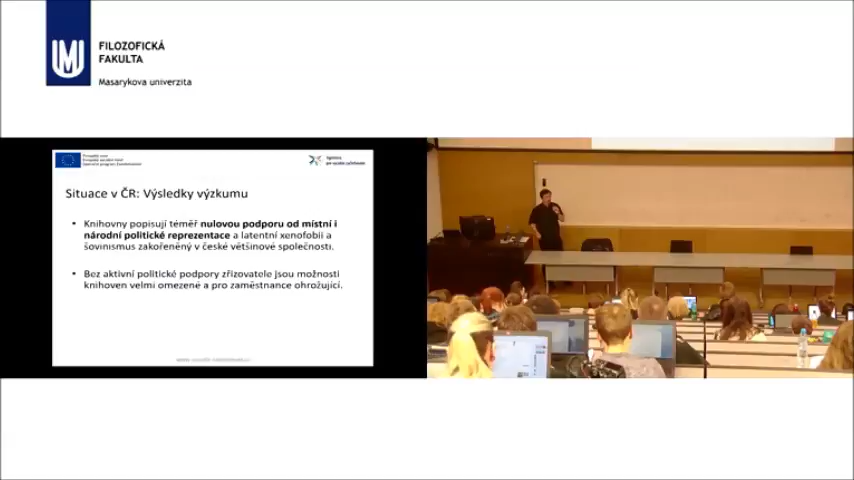 FILOZOFICKÁ
FAKULTA
Masarykova univerzita
Situace v ČR: Výsledky výzkumu
• Knihovny popisují téměř nulovou podporu od místní i
národní politické reprezentace a latentní xenofobii a
šovinismus zakořeněný v české většinové společnosti.
• Bez aktivní politické podpory zřizovatele jsou možnosti
knihoven velmi omezené a pro zaměstnance ohrožující.